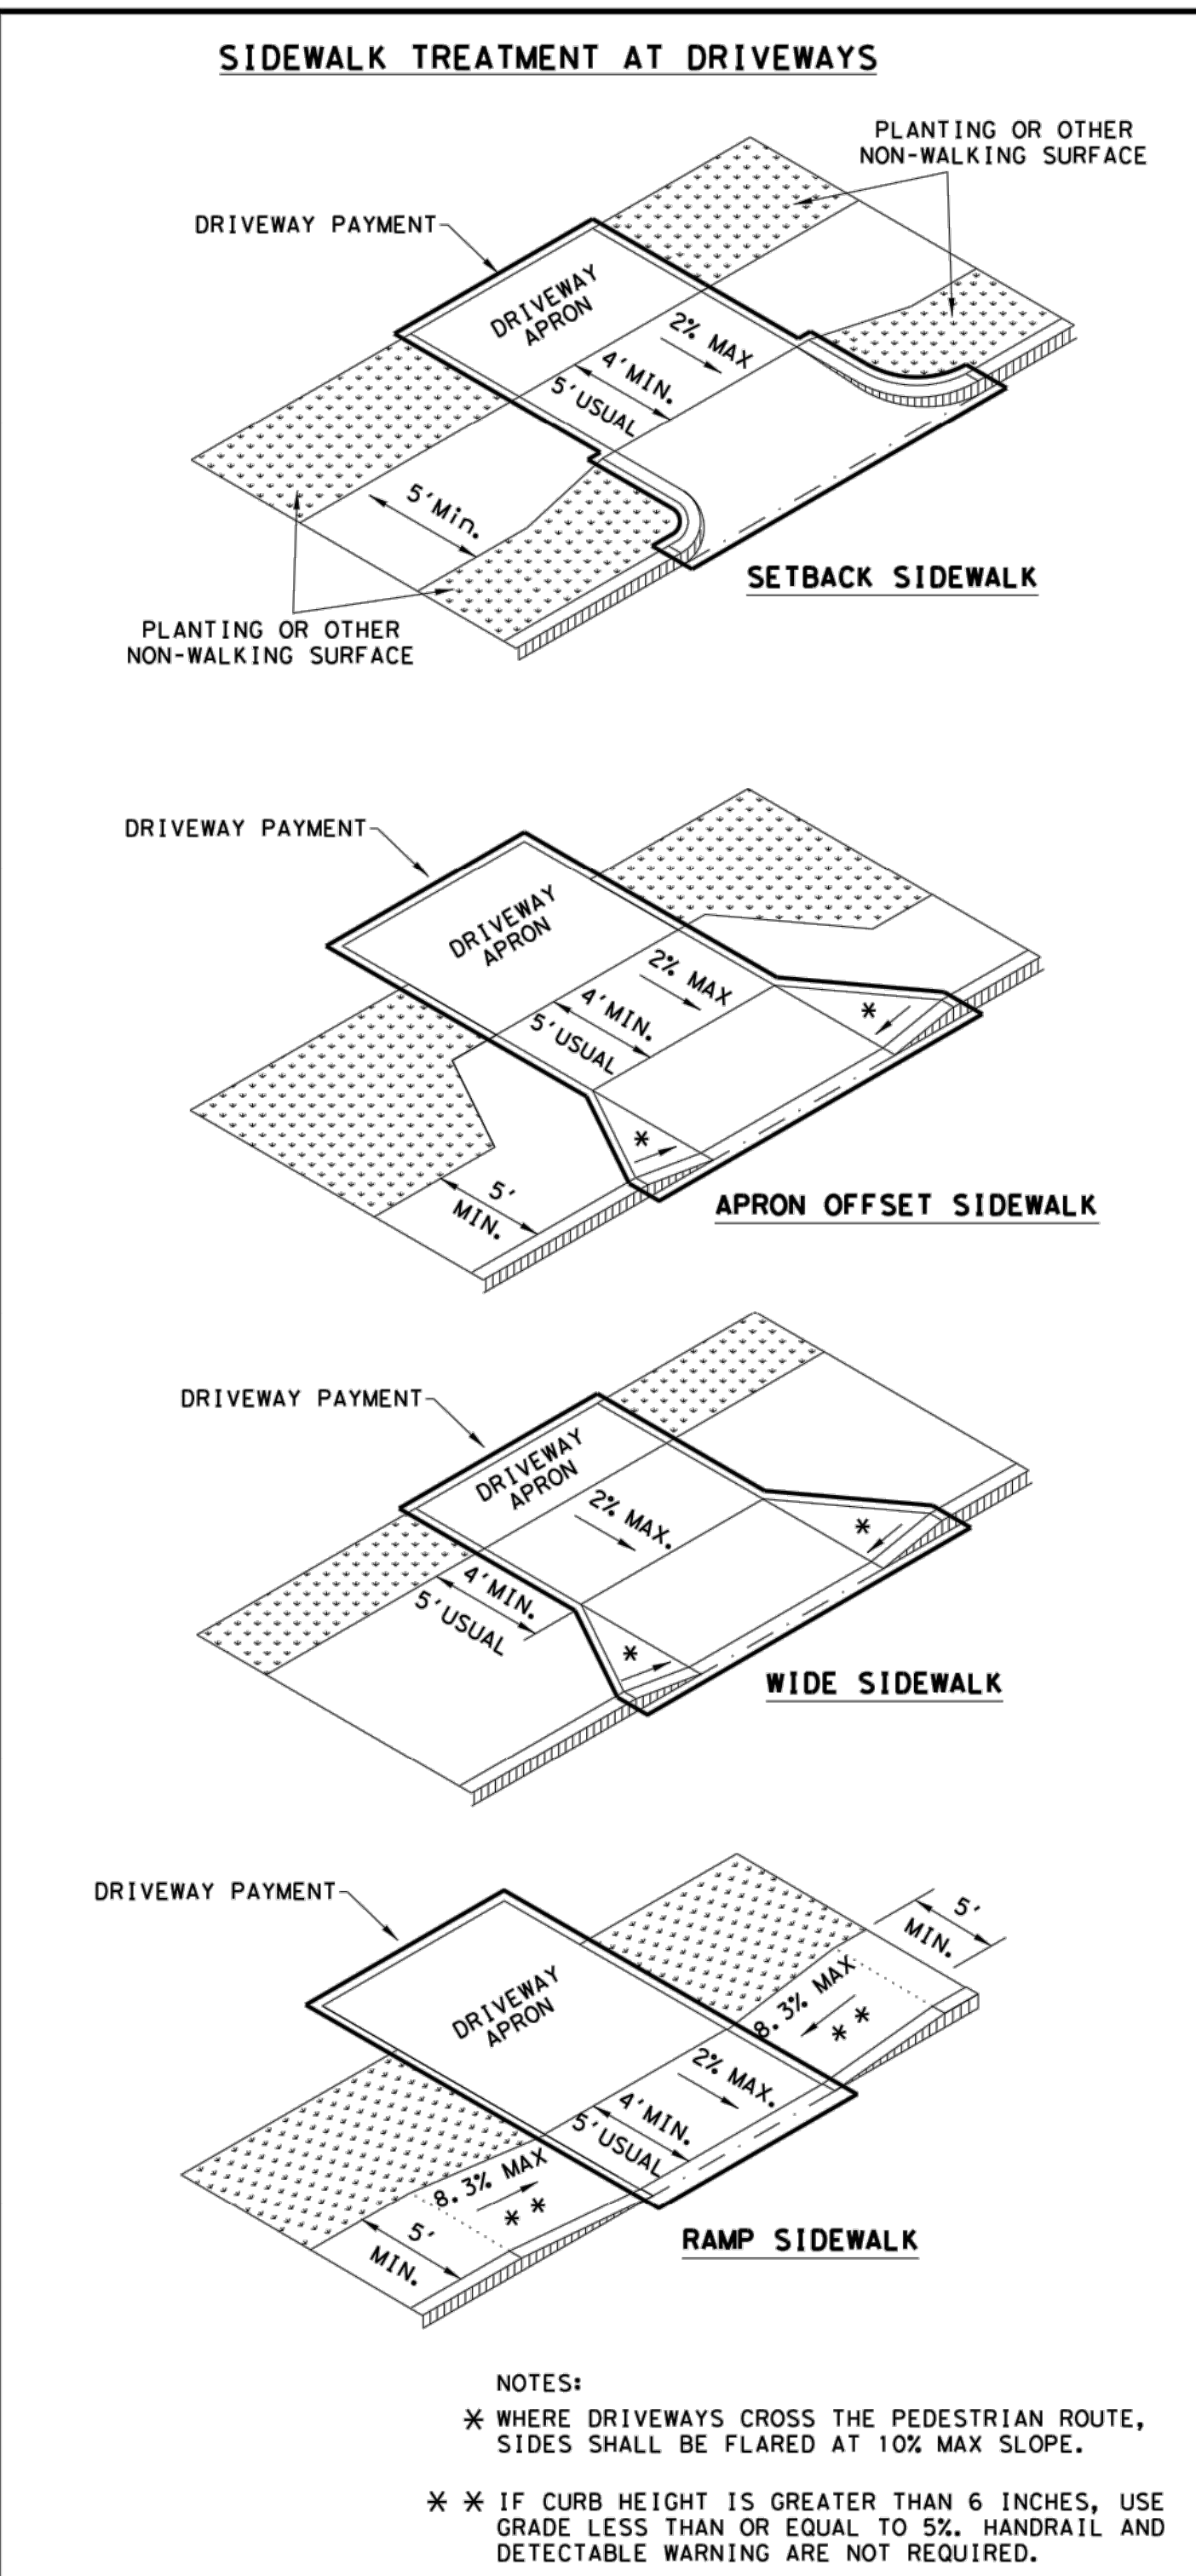 SIDEWALK TREATMENT AT DRIVEWAYS
PLANTING OR OTHER
NON-WALKING SURFACE
DRIVEWAY PAYMENT
DRIVEWAY
APRON
2% MAX
4'MIN.
5'USUAL
5'Min.
SETBACK SIDEWALK
PLANTING OR OTHER
NON-WALKING SURFACE
DRIVEWAY PAYMENT
DRIVEWAY
APRON
2% MAX
4'MIN.
5'USUAL
*
*
5'
MIN.
APRON OFFSET SIDEWALK
DRIVEWAY PAYMENT
DRIVEWAY
APRON
2% MAX.
4'MIN.
5'USUAL
*
*
WIDE SIDEWALK
DRIVEWAY PAYMENT
5'
MIN.
DRIVEWAY
APRON
8.3% MAX
* *
2% MAX.
4'MIN.
5'USUAL
8.3% MAX
* *
5'
MIN.
RAMP SIDEWALK
NOTES:
* WHERE DRIVEWAYS CROSS THE PEDESTRIAN ROUTE,
SIDES SHALL BE FLARED AT 10% MAX SLOPE.
* * IF CURB HEIGHT IS GREATER THAN 6 INCHES, USE
GRADE LESS THAN OR EQUAL TO 5%. HANDRAIL AND
DETECTABLE WARNING ARE NOT REQUIRED.